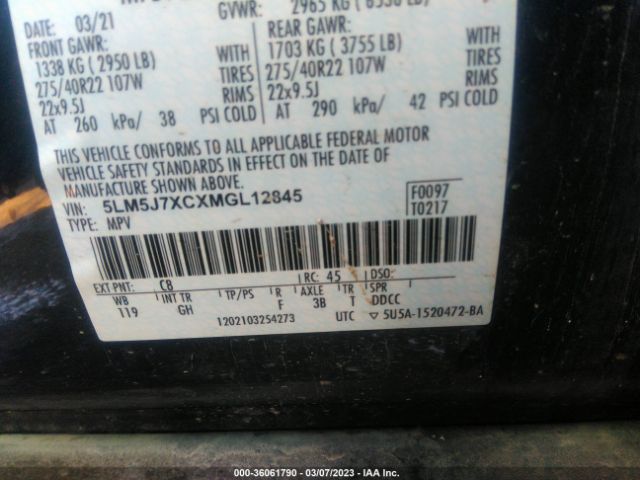 GVWR: 2965 KG
DATE: 03/21
FRONT GAWR: REAR GAWR:
1338 KG ( 2950 LB) WITH 1703 KG ( 3755 LB) WITH
275/40R22 107W TIRES 275/40R22 107W TIRES
22x9.5J RIMS 22x9.5J RIMS
AT 260 kPa/ 38 PSI COLD AT 290 kPa/ 42 PSI COLD
THIS VEHICLE CONFORMS TO ALL APPLICABLE FEDERAL MOTOR
VEHICLE SAFETY STANDARDS IN EFFECT ON THE DATE OF
MANUFACTURE SHOWN ABOVE.
VIN: 5LM5J7XCXMGL12845 F0097
TYPE: MPV T0217
EXT PNT: C8 RC: 45 DSO:
WB INT TR TP/PS R AXLE TR SPR
119 GH F 3B T DDCC
1202103254273 UTC ▽ 5U5A-1520472-BA
000-36061790 - 03/07/2023 - IAA Inc.